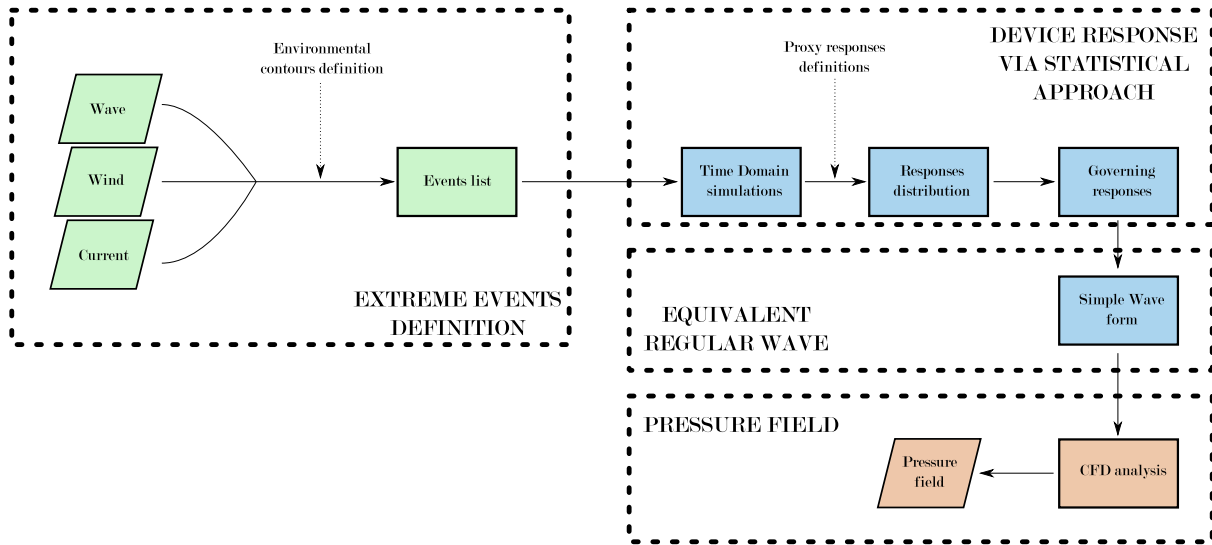 Environmental
contours definition
Wave
Wind
Current
Events list
EXTREME EVENTS
DEFINITION
DEVICE RESPONSE
VIA STATISTICAL
APPROACH
Proxy responses
definitions
Time Domain
simulations
Responses
distribution
Governing
responses
EQUIVALENT
REGULAR WAVE
Simple Wave
form
PRESSURE FIELD
Pressure
field
CFD analysis